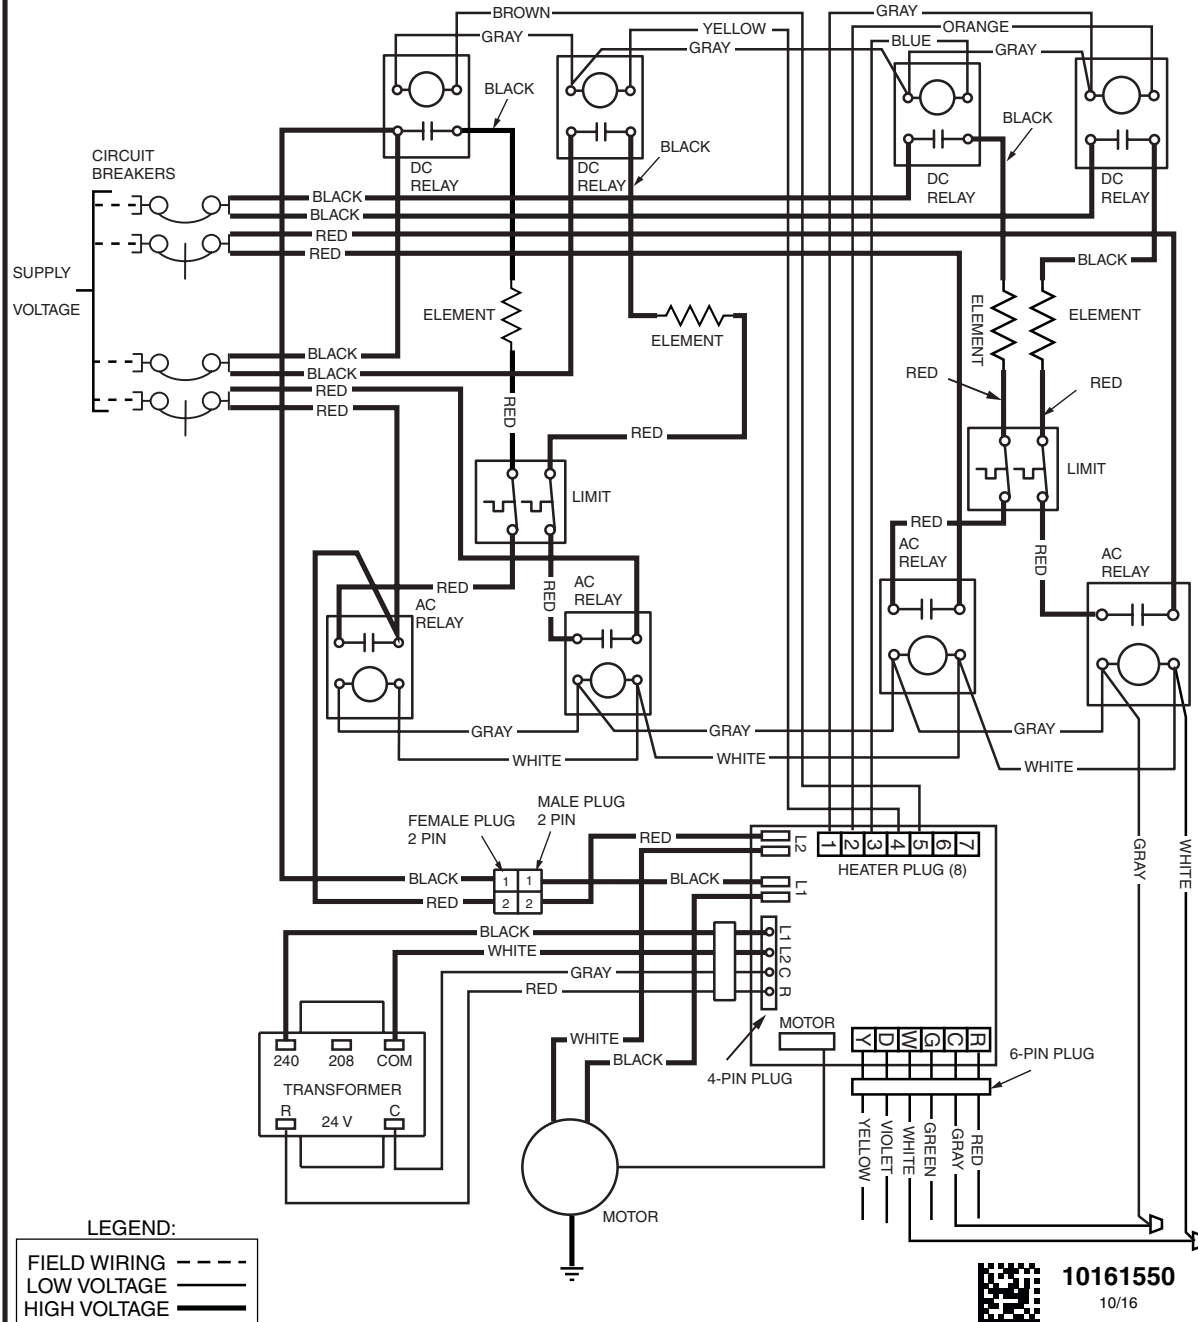 BROWN
GRAY
GRAY
ORANGE
YELLOW
BLUE
GRAY
GRAY
BLACK
BLACK
BLACK
CIRCUIT
BREAKERS
DC
RELAY
DC
RELAY
DC
RELAY
DC
RELAY
BLACK
BLACK
RED
RED
BLACK
SUPPLY
VOLTAGE
ELEMENT
ELEMENT
ELEMENT
ELEMENT
BLACK
BLACK
RED
RED
RED
RED
RED
RED
LIMIT
LIMIT
RED
AC
RELAY
RED
AC
RELAY
RED
AC
RELAY
RED
AC
RELAY
GRAY
WHITE
GRAY
WHITE
GRAY
WHITE
FEMALE PLUG
2 PIN
MALE PLUG
2 PIN
RED
L2
1 2 3 4 5 6 7
HEATER PLUG (8)
GRAY
WHITE
BLACK
1 1
BLACK
L1
RED
2 2
BLACK
WHITE
GRAY
RED
L1
L2
C
R
WHITE
BLACK
MOTOR
Y D W G C R
6-PIN PLUG
4-PIN PLUG
240
208
COM
TRANSFORMER
R
24 V
C
YELLOW
VIOLET
WHITE
GREEN
GRAY
RED
MOTOR
LEGEND:
FIELD WIRING
LOW VOLTAGE
HIGH VOLTAGE
10161550
10/16